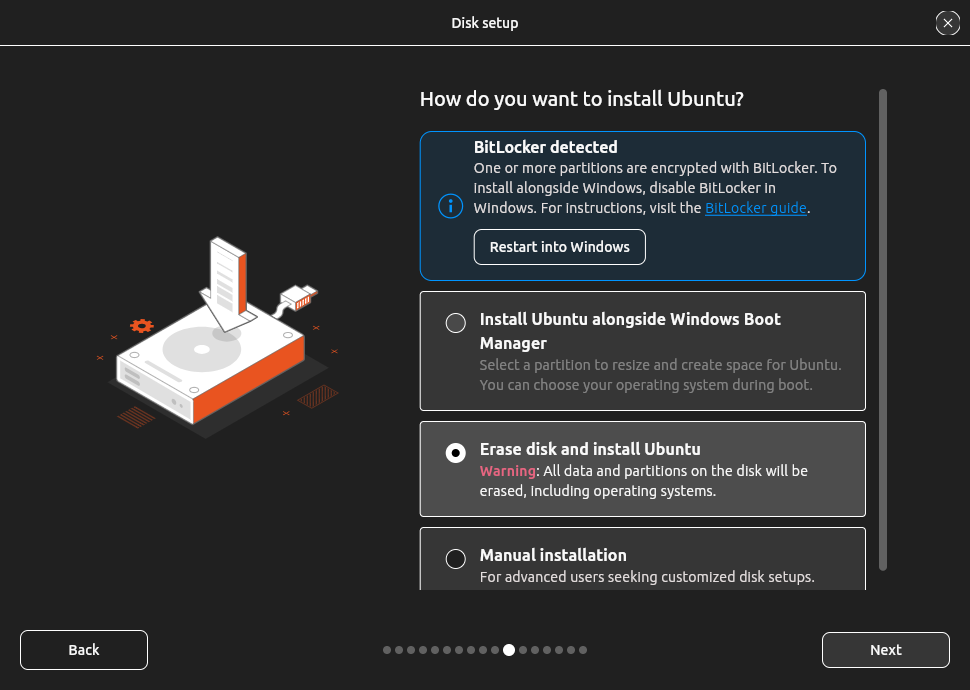 Disk setup
How do you want to install Ubuntu?
BitLocker detected
One or more partitions are encrypted with BitLocker. To
install alongside Windows, disable BitLocker in
Windows. For instructions, visit the BitLocker guide.
Restart into Windows
Install Ubuntu alongside Windows Boot
Manager
Select a partition to resize and create space for Ubuntu.
You can choose your operating system during boot.
Erase disk and install Ubuntu
Warning: All data and partitions on the disk will be
erased, including operating systems.
Manual installation
For advanced users seeking customized disk setups.
Back
Next